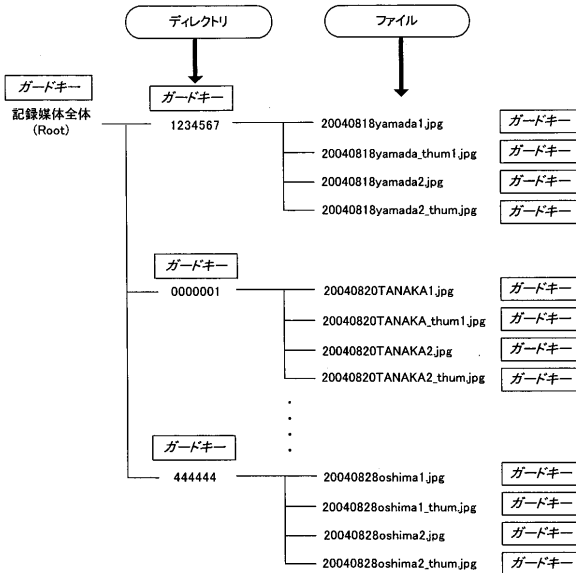 ディレクトリ
ファイル
ガードキー
記録媒体全体
(Root)
ガードキー
1234567
20040818yamada1.jpg ガードキー
20040818yamada_thum1.jpg ガードキー
20040818yamada2.jpg ガードキー
20040818yamada2_thum.jpg ガードキー
ガードキー
0000001
20040820TANAKA1.jpg ガードキー
20040820TANAKA_thum1.jpg ガードキー
20040820TANAKA2.jpg ガードキー
20040820TANAKA2_thum.jpg ガードキー
ガードキー
444444
20040828oshima1.jpg ガードキー
20040828oshima1_thum.jpg ガードキー
20040828oshima2.jpg ガードキー
20040828oshima2_thum.jpg ガードキー